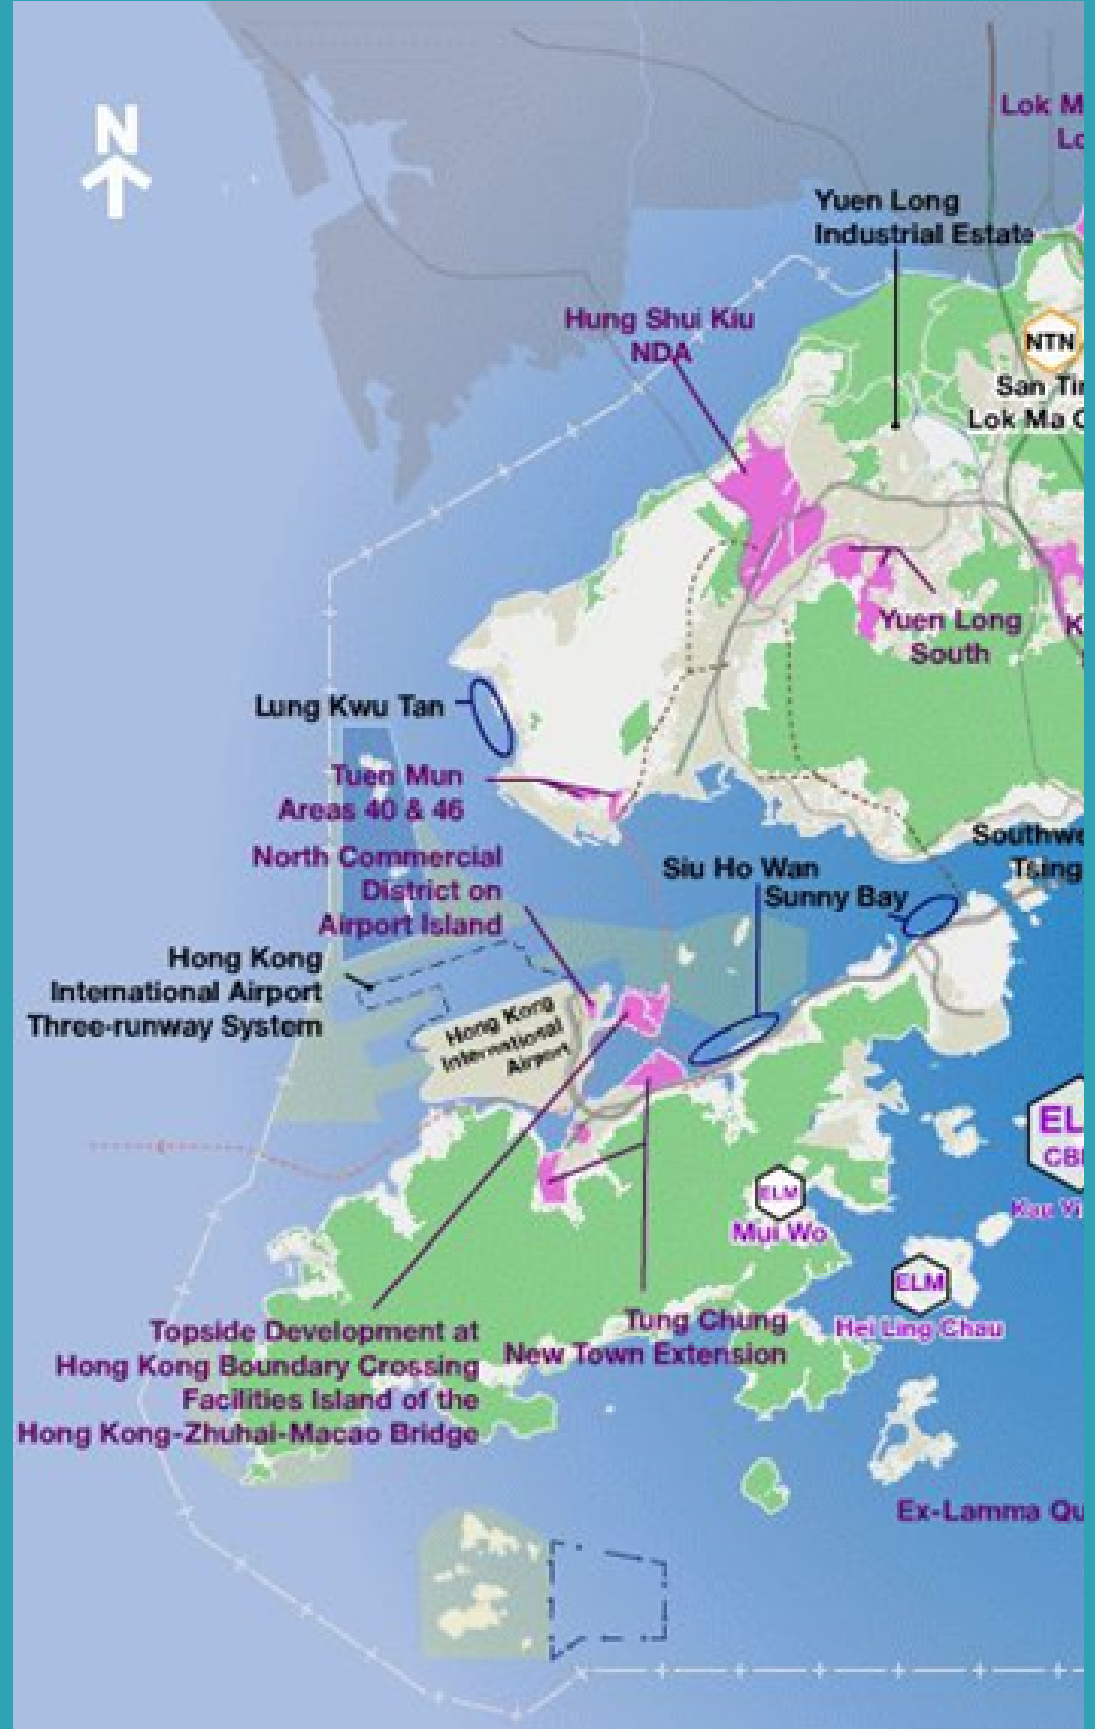 N
Lok M
Lo
Yuen Long
Industrial Estate
Hung Shui Kiu
NDA
NTN
San Tin
Lok Ma C
Yuen Long
South
K
Lung Kwu Tan
Tuen Mun
Areas 40 & 46
North Commercial
District on
Airport Island
Siu Ho Wan
Sunny Bay
Southwe
Tsing
Hong Kong
International Airport
Three-runway System
Hong Kong
International
Airport
EL
CB
Kau Yi
ELM
Mui Wo
ELM
Hei Ling Chau
Topside Development at
Hong Kong Boundary Crossing
Facilities Island of the
Hong Kong-Zhuhai-Macao Bridge
Tung Chung
New Town Extension
Ex-Lamma Qu